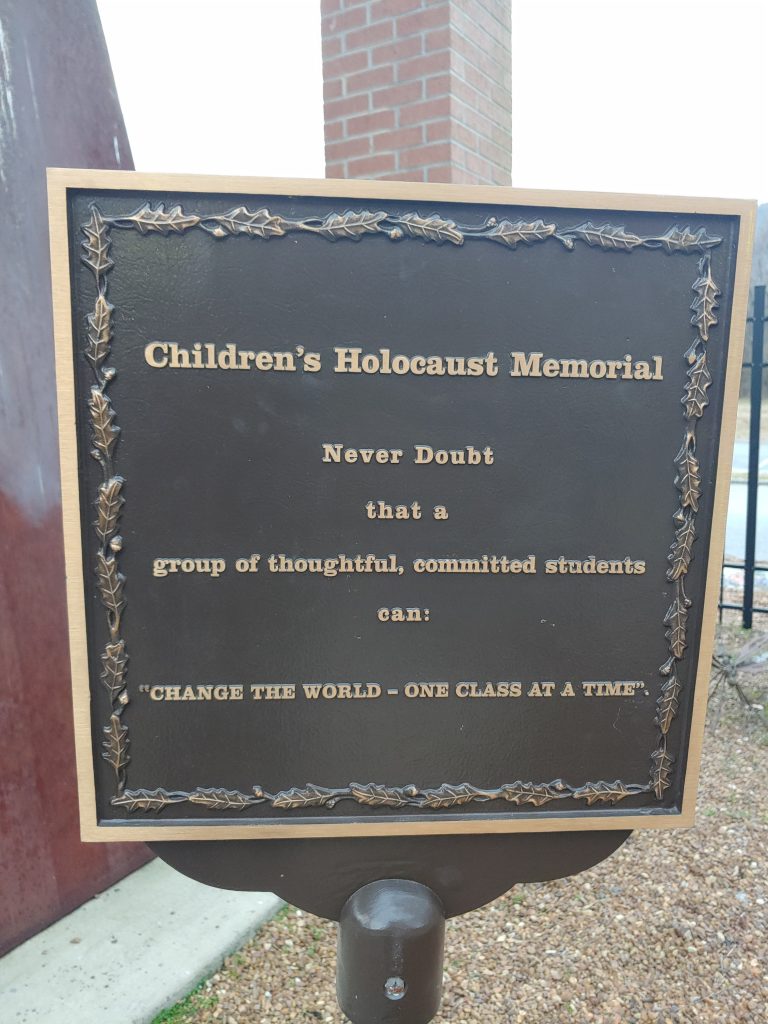 Children's Holocaust Memorial
Never Doubt
that a
group of thoughtful, committed students
can:
"CHANGE THE WORLD – ONE CLASS AT A TIME".